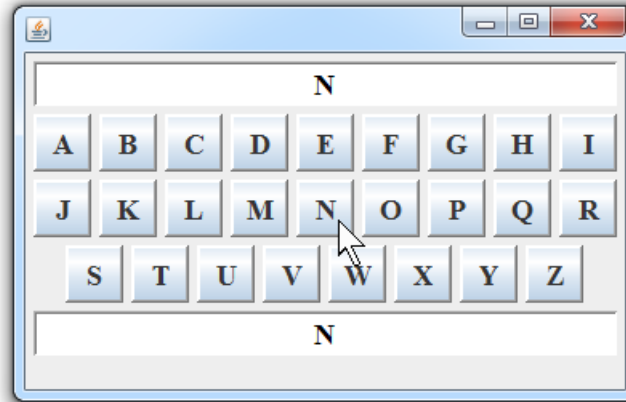 N
A B C D E F G H I
J K L M N O P Q R
S T U V W X Y Z
N